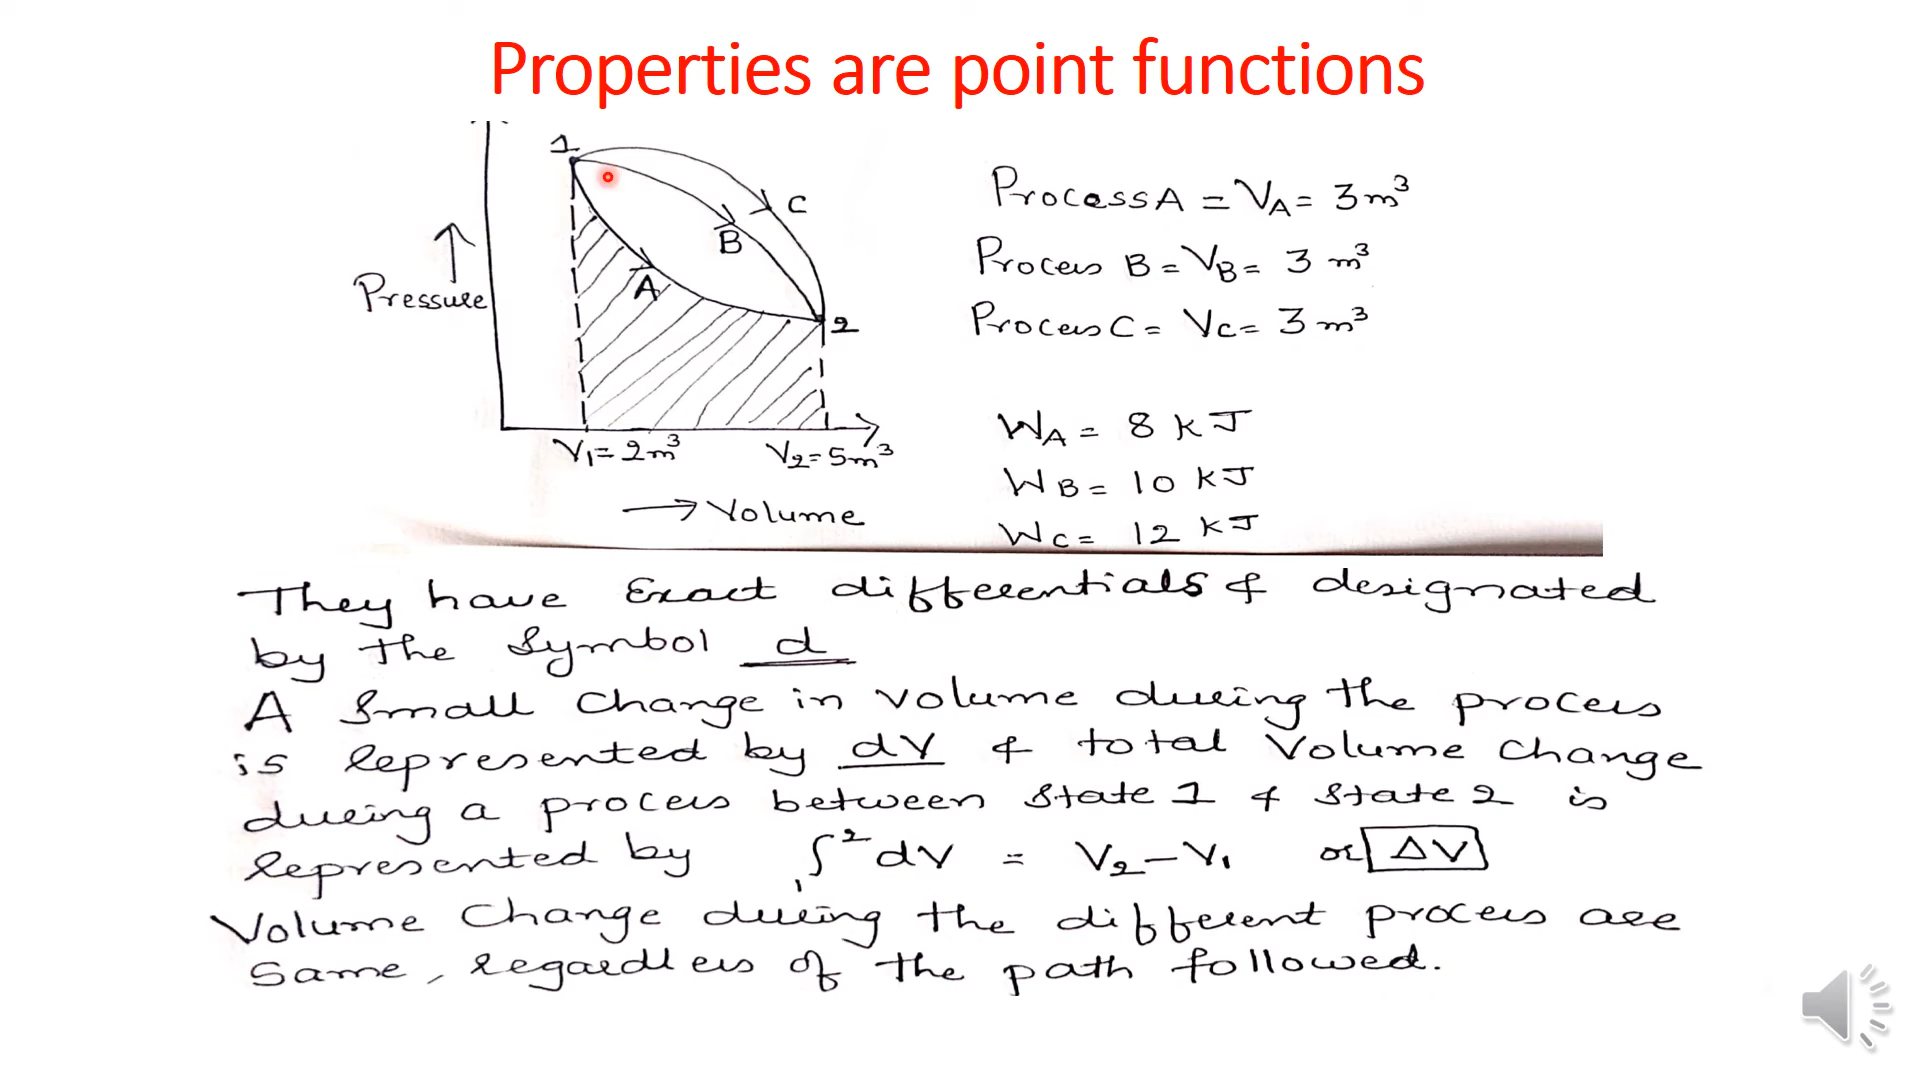 Properties are point functions
1
C
B
A
2
Pressure
V1=2m³ V2=5m³
→ Volume
Process A = VA = 3m³
Process B = VB = 3 m³
Process C = VC = 3 m³
WA = 8 kJ
WB = 10 kJ
WC = 12 kJ
They have Exact differentials & designated
by the Symbol d
A Small change in volume during the process
is represented by dV & total Volume change
during a process between State 1 & State 2 is
represented by ∫₁² dV = V2 – V1 or ΔV
Volume Change during the different process are
Same, regardless of the path followed.